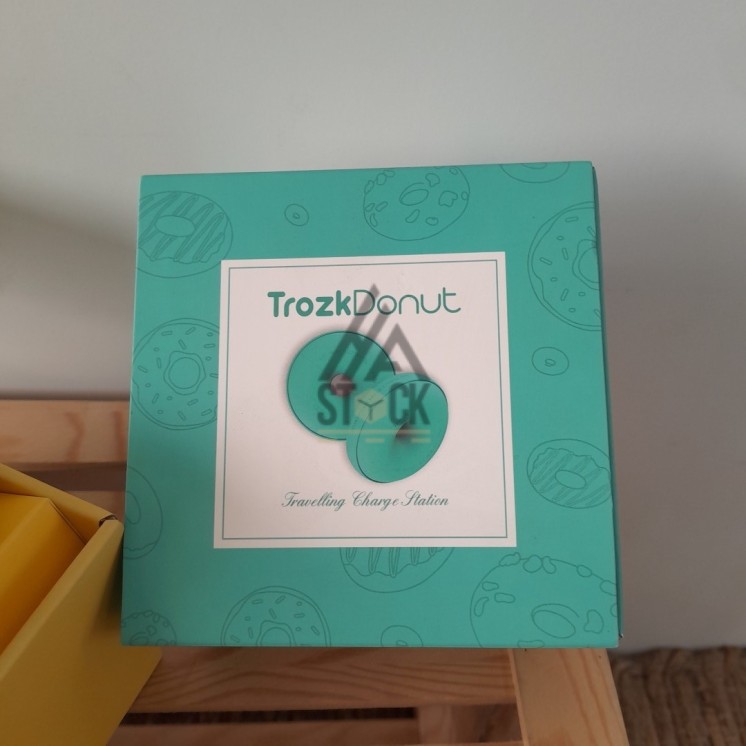 TrozkDonut
STOCK
Travelling Charge Station